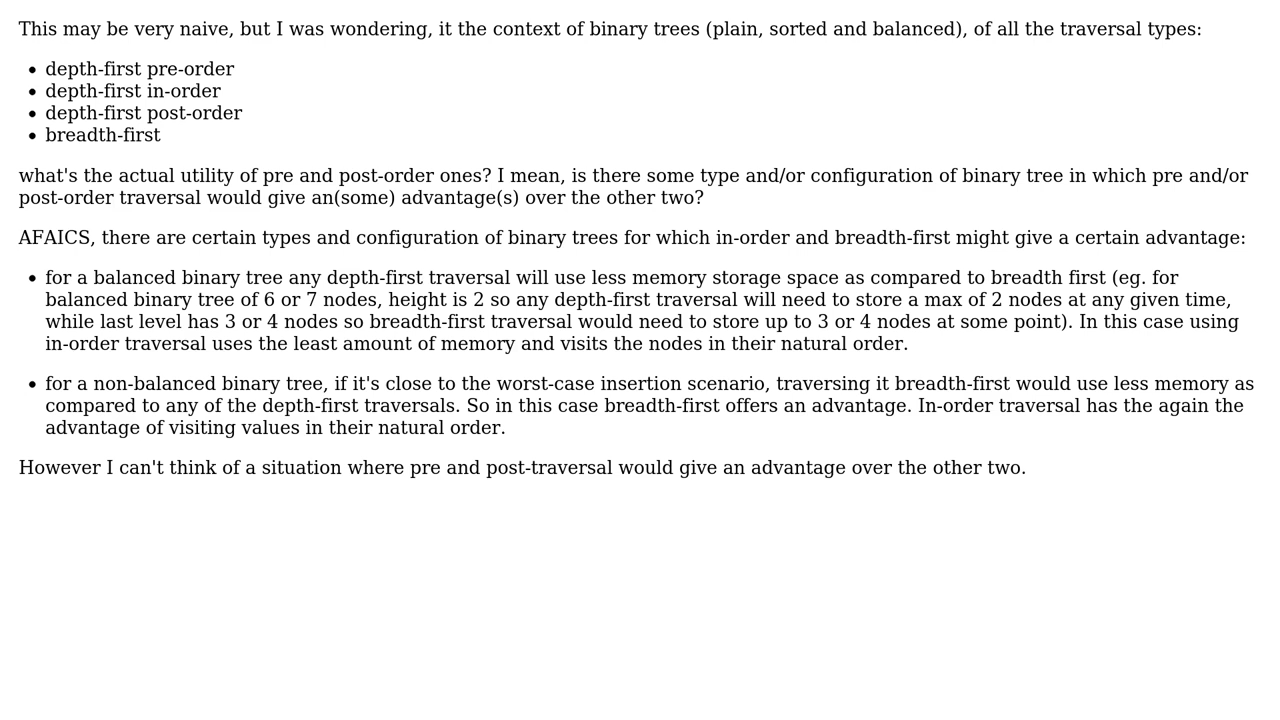 This may be very naive, but I was wondering, it the context of binary trees (plain, sorted and balanced), of all the traversal types:
• depth-first pre-order
• depth-first in-order
• depth-first post-order
• breadth-first
what's the actual utility of pre and post-order ones? I mean, is there some type and/or configuration of binary tree in which pre and/or
post-order traversal would give an(some) advantage(s) over the other two?
AFAICS, there are certain types and configuration of binary trees for which in-order and breadth-first might give a certain advantage:
• for a balanced binary tree any depth-first traversal will use less memory storage space as compared to breadth first (eg. for
balanced binary tree of 6 or 7 nodes, height is 2 so any depth-first traversal will need to store a max of 2 nodes at any given time,
while last level has 3 or 4 nodes so breadth-first traversal would need to store up to 3 or 4 nodes at some point). In this case using
in-order traversal uses the least amount of memory and visits the nodes in their natural order.
• for a non-balanced binary tree, if it's close to the worst-case insertion scenario, traversing it breadth-first would use less memory as
compared to any of the depth-first traversals. So in this case breadth-first offers an advantage. In-order traversal has the again the
advantage of visiting values in their natural order.
However I can't think of a situation where pre and post-traversal would give an advantage over the other two.